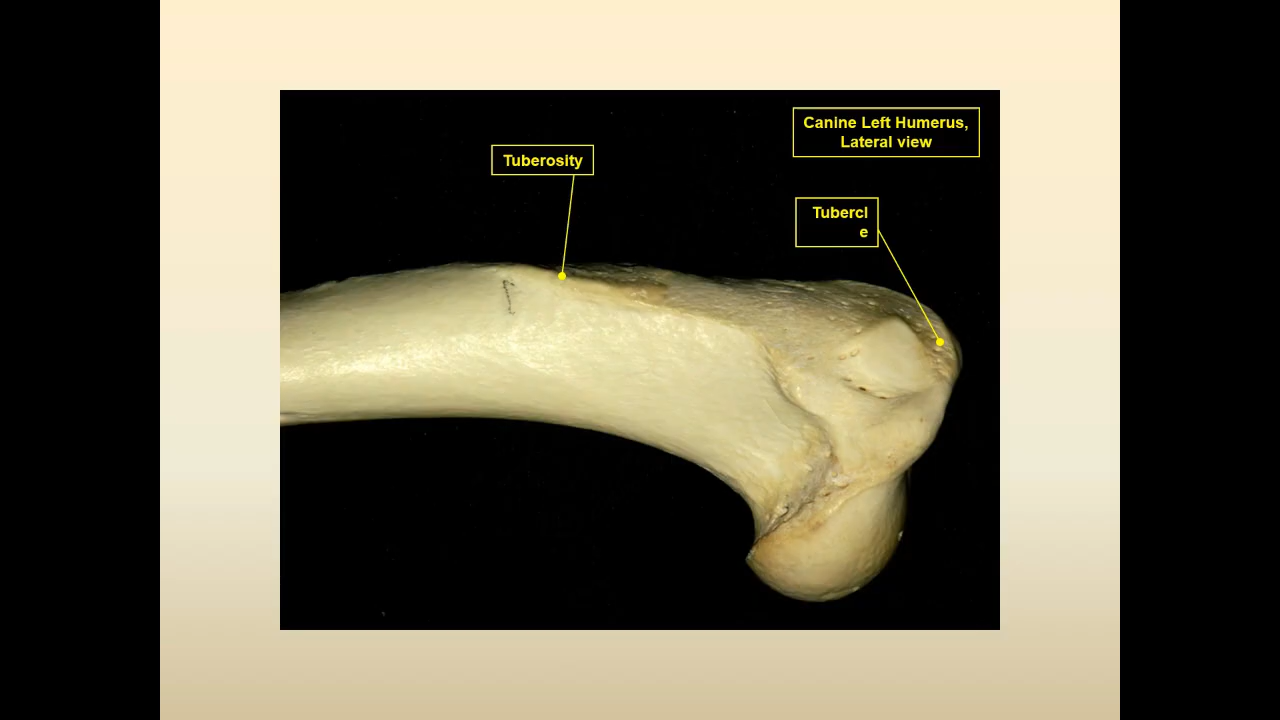 Canine Left Humerus,
Lateral view
Tuberosity
Tubercl
e